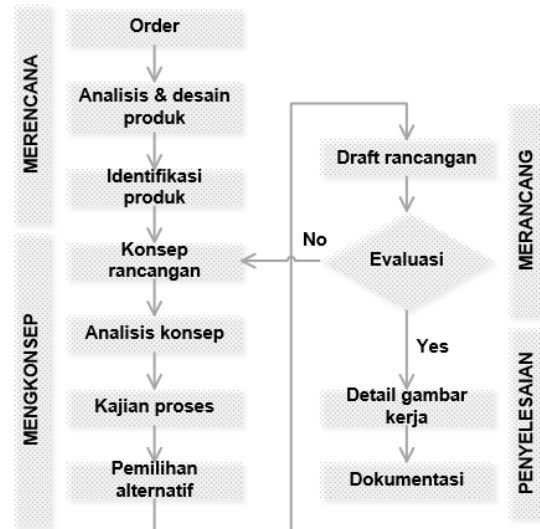 MERENCANA
Order
Analisis & desain
produk
Identifikasi
produk
MENGKONSEP
Konsep
rancangan
Analisis konsep
Kajian proses
Pemilihan
alternatif
MERANCANG
Draft rancangan
Evaluasi
No
Yes
PENYELESAIAN
Detail gambar
kerja
Dokumentasi